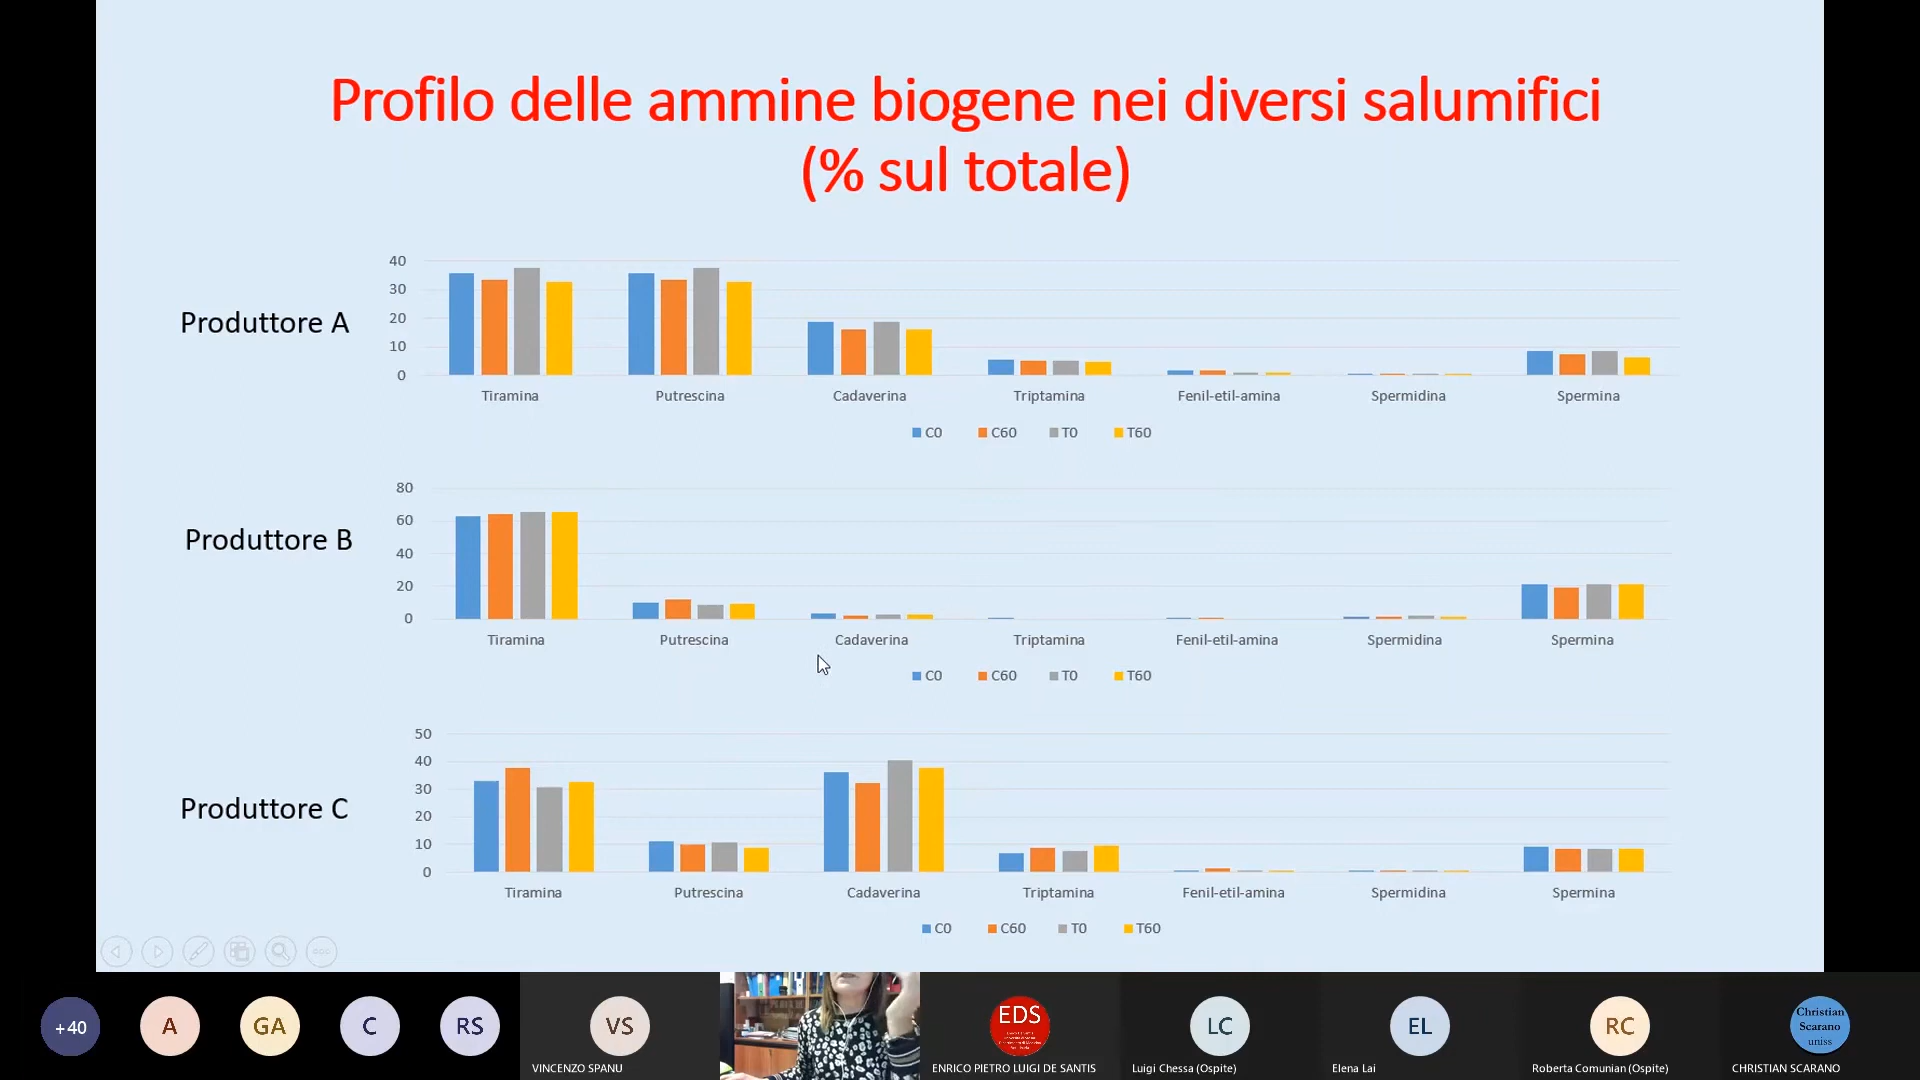 Profilo delle ammine biogene nei diversi salumifici
(% sul totale)
Produttore A
40
30
20
10
0
Tiramina Putrescina Cadaverina Triptamina Fenil-etil-amina Spermidina Spermina
C0 C60 T0 T60
Produttore B
80
60
40
20
0
Tiramina Putrescina Cadaverina Triptamina Fenil-etil-amina Spermidina Spermina
C0 C60 T0 T60
Produttore C
50
40
30
20
10
0
Tiramina Putrescina Cadaverina Triptamina Fenil-etil-amina Spermidina Spermina
C0 C60 T0 T60
+40 A GA C RS VS EDS LC EL RC Christian
Scarano
uniss
VINCENZO SPANU ENRICO PIETRO LUIGI DE SANTIS Luigi Chessa (Ospite) Elena Lai Roberta Comunian (Ospite) CHRISTIAN SCARANO